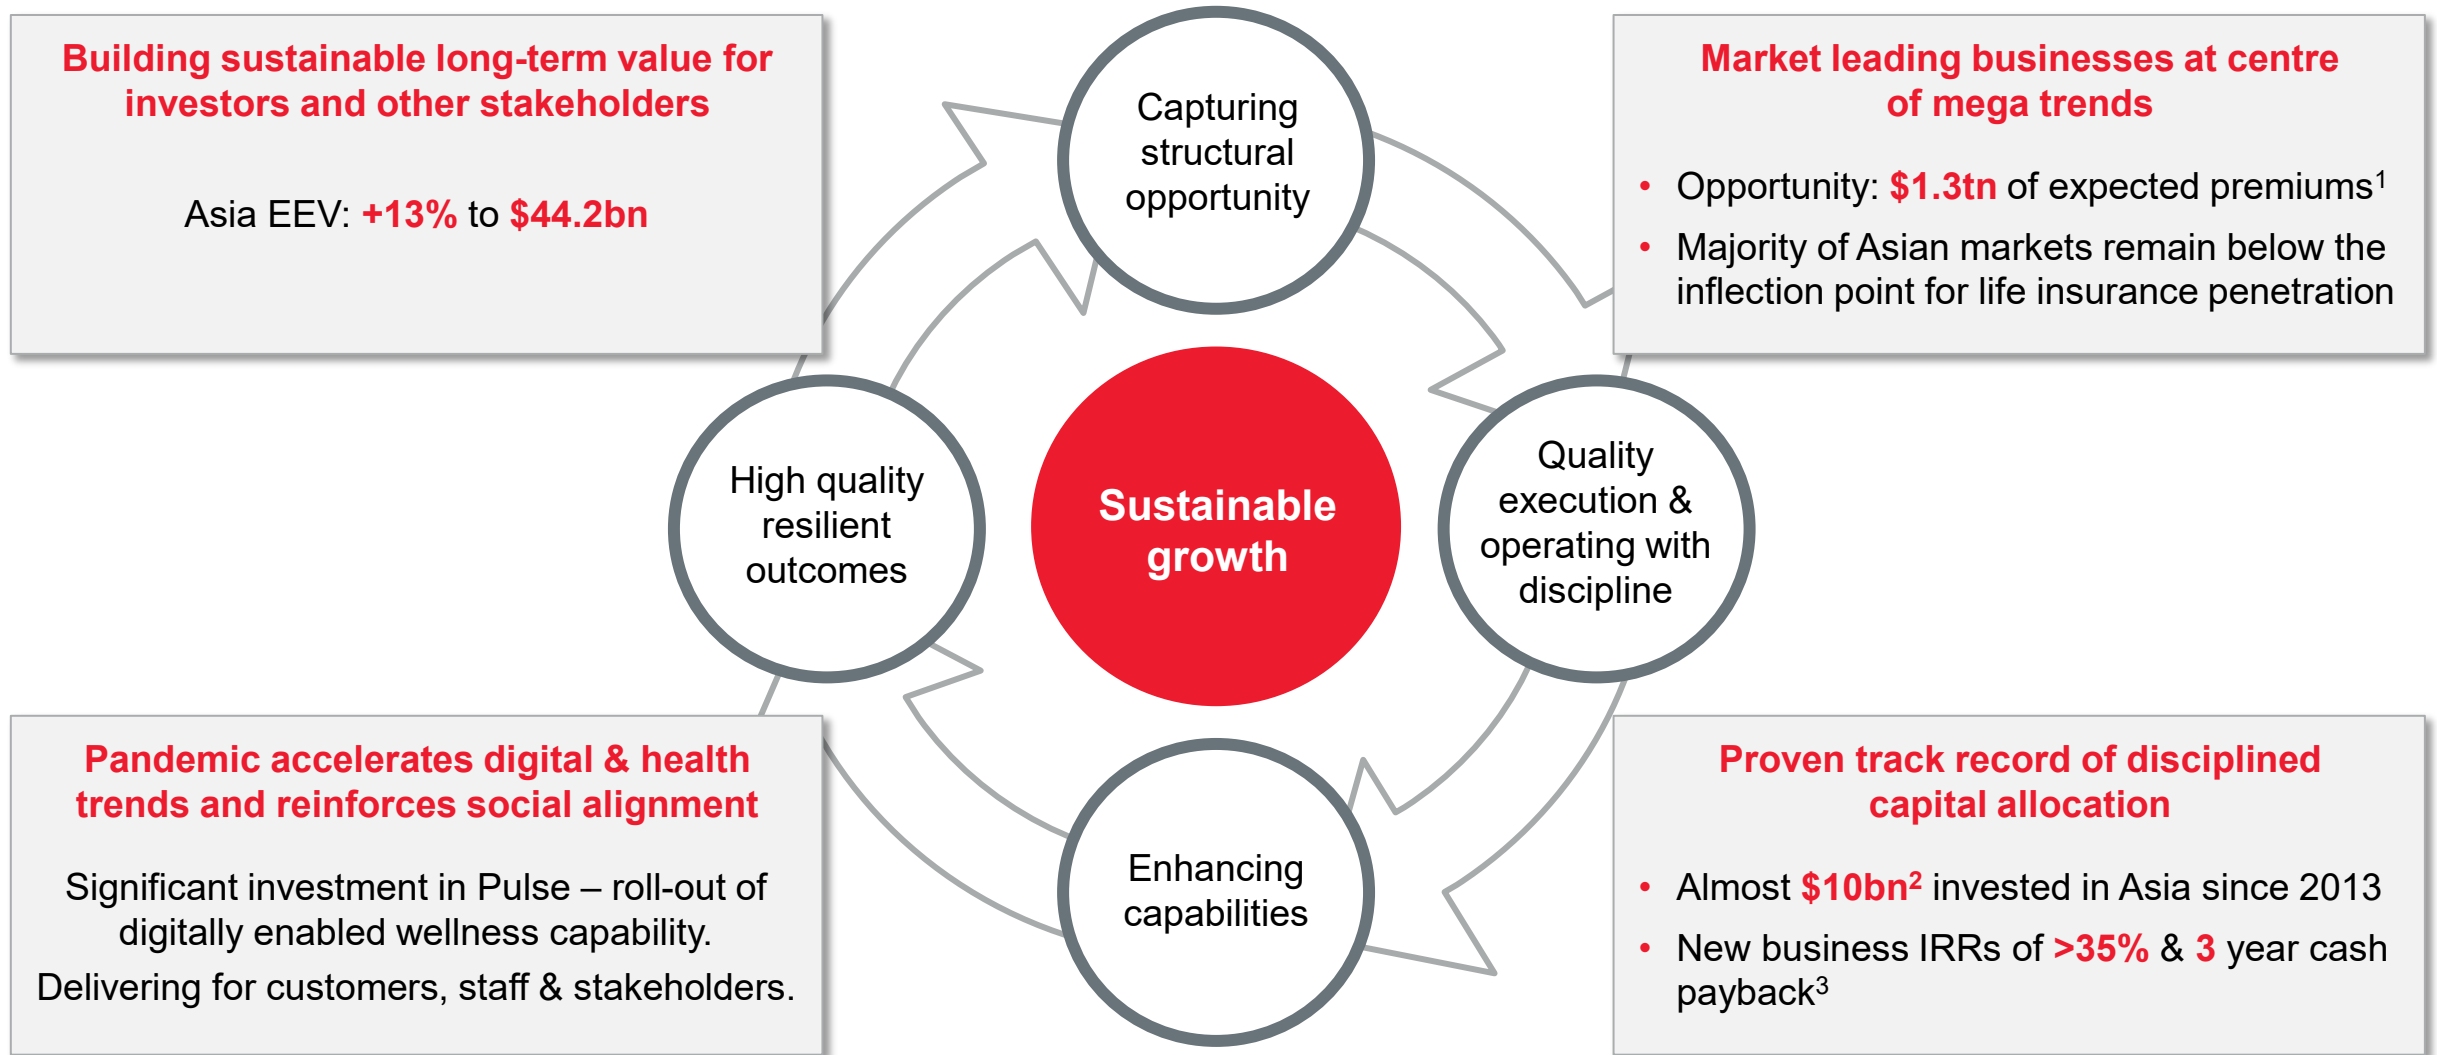 Building sustainable long-term value for
investors and other stakeholders
Asia EEV: +13% to $44.2bn
Capturing
structural
opportunity
Market leading businesses at centre
of mega trends
• Opportunity: $1.3tn of expected premiums¹
• Majority of Asian markets remain below the
inflection point for life insurance penetration
High quality
resilient
outcomes
Sustainable
growth
Quality
execution &
operating with
discipline
Pandemic accelerates digital & health
trends and reinforces social alignment
Significant investment in Pulse – roll-out of
digitally enabled wellness capability.
Delivering for customers, staff & stakeholders.
Enhancing
capabilities
Proven track record of disciplined
capital allocation
• Almost $10bn² invested in Asia since 2013
• New business IRRs of >35% & 3 year cash
payback³